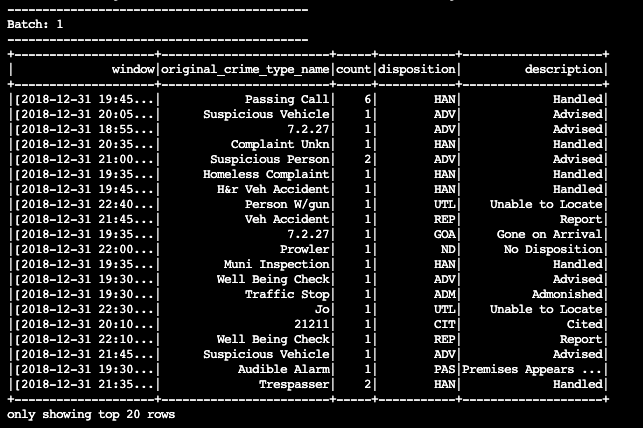 -------------------------------------------
Batch: 1
-------------------------------------------
+--------------------+------------------------+-----+-----------+--------------------+
|              window|original_crime_type_name|count|disposition|         description|
+--------------------+------------------------+-----+-----------+--------------------+
|[2018-12-31 19:45...|            Passing Call|    6|        HAN|             Handled|
|[2018-12-31 20:05...|      Suspicious Vehicle|    1|        ADV|             Advised|
|[2018-12-31 18:55...|                  7.2.27|    1|        ADV|             Advised|
|[2018-12-31 20:35...|          Complaint Unkn|    1|        HAN|             Handled|
|[2018-12-31 21:00...|       Suspicious Person|    2|        ADV|             Advised|
|[2018-12-31 19:35...|      Homeless Complaint|    1|        HAN|             Handled|
|[2018-12-31 19:45...|        H&r Veh Accident|    1|        HAN|             Handled|
|[2018-12-31 22:40...|            Person W/gun|    1|        UTL|    Unable to Locate|
|[2018-12-31 21:45...|            Veh Accident|    1|        REP|              Report|
|[2018-12-31 19:35...|                  7.2.27|    1|        GOA|     Gone on Arrival|
|[2018-12-31 22:00...|                 Prowler|    1|         ND|      No Disposition|
|[2018-12-31 19:35...|         Muni Inspection|    1|        HAN|             Handled|
|[2018-12-31 19:30...|        Well Being Check|    1|        ADV|             Advised|
|[2018-12-31 19:30...|            Traffic Stop|    1|        ADM|          Admonished|
|[2018-12-31 22:30...|                      Jo|    1|        UTL|    Unable to Locate|
|[2018-12-31 20:10...|                   21211|    1|        CIT|               Cited|
|[2018-12-31 22:10...|        Well Being Check|    1|        REP|              Report|
|[2018-12-31 21:45...|      Suspicious Vehicle|    1|        ADV|             Advised|
|[2018-12-31 19:30...|           Audible Alarm|    1|        PAS|Premises Appears ...|
|[2018-12-31 21:35...|              Trespasser|    2|        HAN|             Handled|
+--------------------+------------------------+-----+-----------+--------------------+
only showing top 20 rows